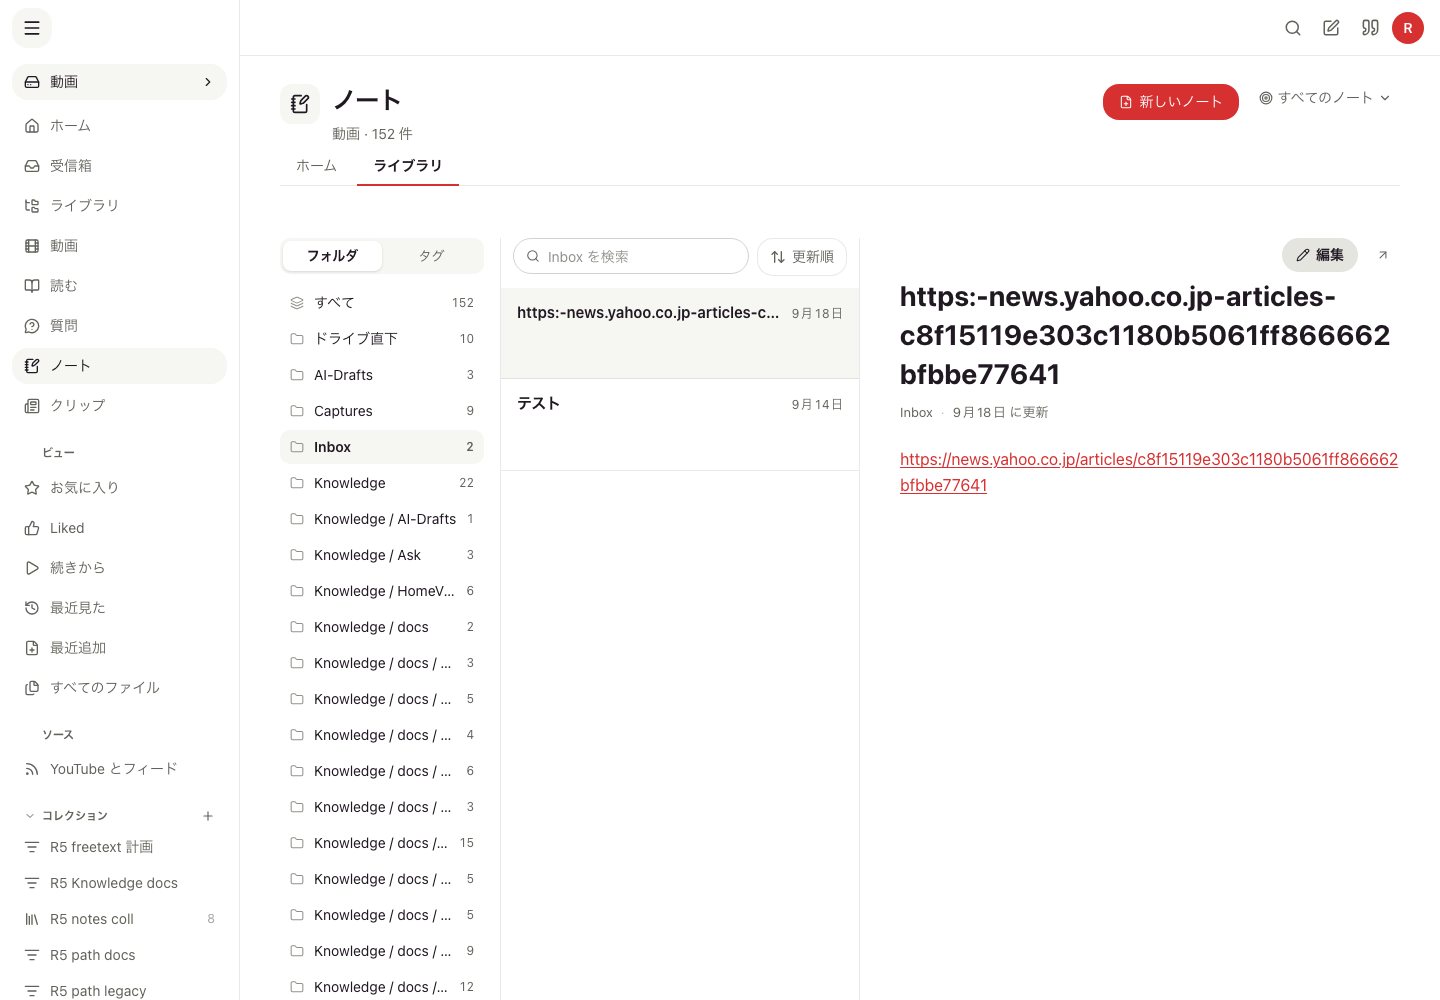 R
動画
ホーム
受信箱
ライブラリ
動画
読む
質問
ノート
クリップ
ビュー
お気に入り
Liked
続きから
最近見た
最近追加
すべてのファイル
ソース
YouTube とフィード
コレクション
R5 freetext 計画
R5 Knowledge docs
R5 notes coll 8
R5 path docs
R5 path legacy
ノート
動画 · 152 件
新しいノート
すべてのノート
ホーム
ライブラリ
フォルダ
タグ
すべて 152
ドライブ直下 10
AI-Drafts 3
Captures 9
Inbox 2
Knowledge 22
Knowledge / AI-Drafts 1
Knowledge / Ask 3
Knowledge / HomeV... 6
Knowledge / docs 2
Knowledge / docs / ... 3
Knowledge / docs / ... 5
Knowledge / docs / ... 4
Knowledge / docs / ... 6
Knowledge / docs / ... 3
Knowledge / docs /... 15
Knowledge / docs / ... 5
Knowledge / docs / ... 5
Knowledge / docs / ... 9
Knowledge / docs /... 12
Inbox を検索
更新順
https:-news.yahoo.co.jp-articles-c... 9月18日
テスト 9月14日
編集
https:-news.yahoo.co.jp-articles-
c8f15119e303c1180b5061ff866662
bfbbe77641
Inbox · 9月18日 に更新
https://news.yahoo.co.jp/articles/c8f15119e303c1180b5061ff866662
bfbbe77641